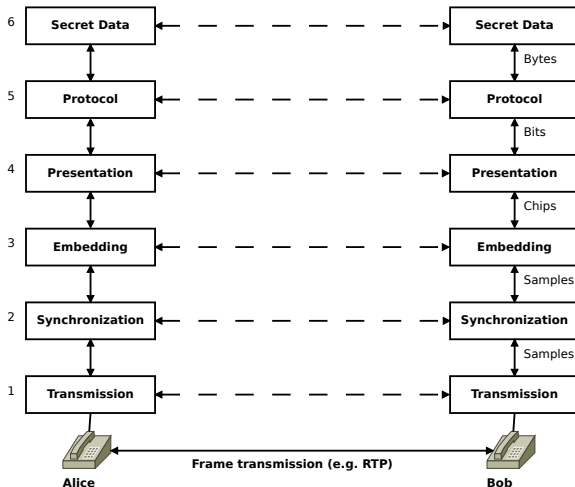 6 Secret Data Secret Data
Bytes
5 Protocol Protocol
Bits
4 Presentation Presentation
Chips
3 Embedding Embedding
Samples
2 Synchronization Synchronization
Samples
1 Transmission Transmission
Frame transmission (e.g. RTP)
Alice Bob